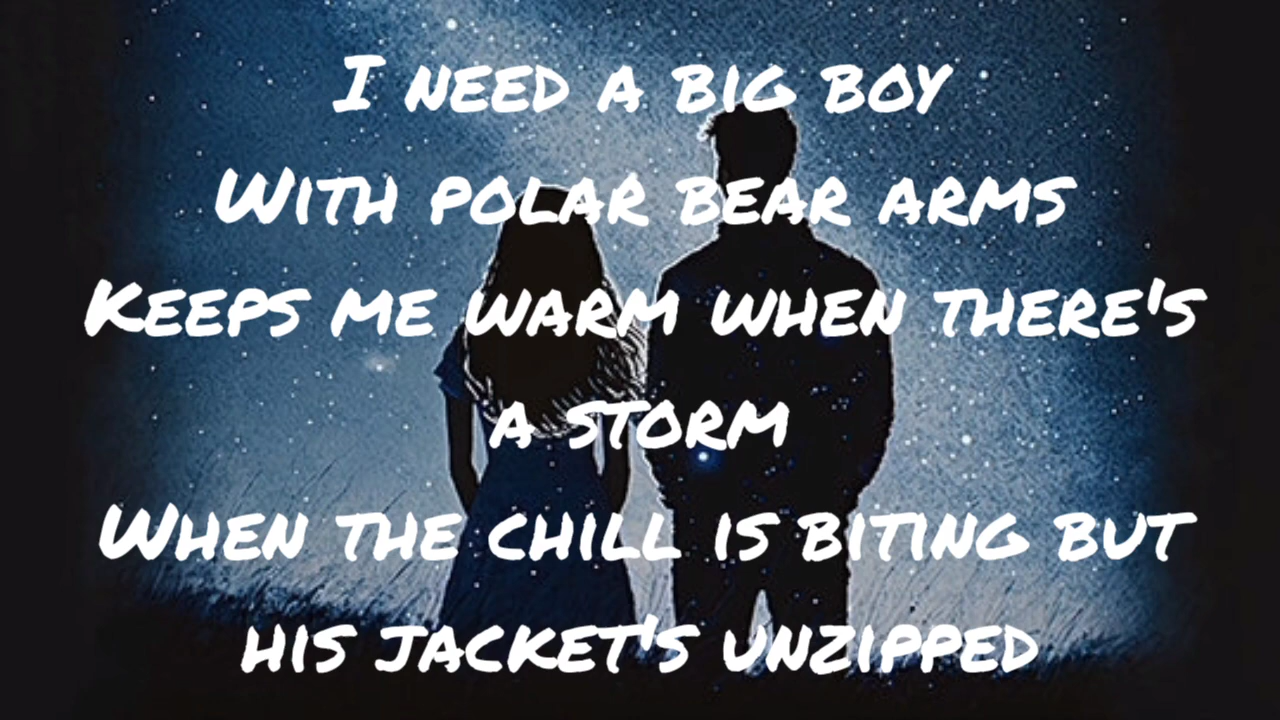 I NEED A BIG BOY
WITH POLAR BEAR ARMS
KEEPS ME WARM WHEN THERE'S
A STORM
WHEN THE CHILL IS BITING BUT
HIS JACKET'S UNZIPPED